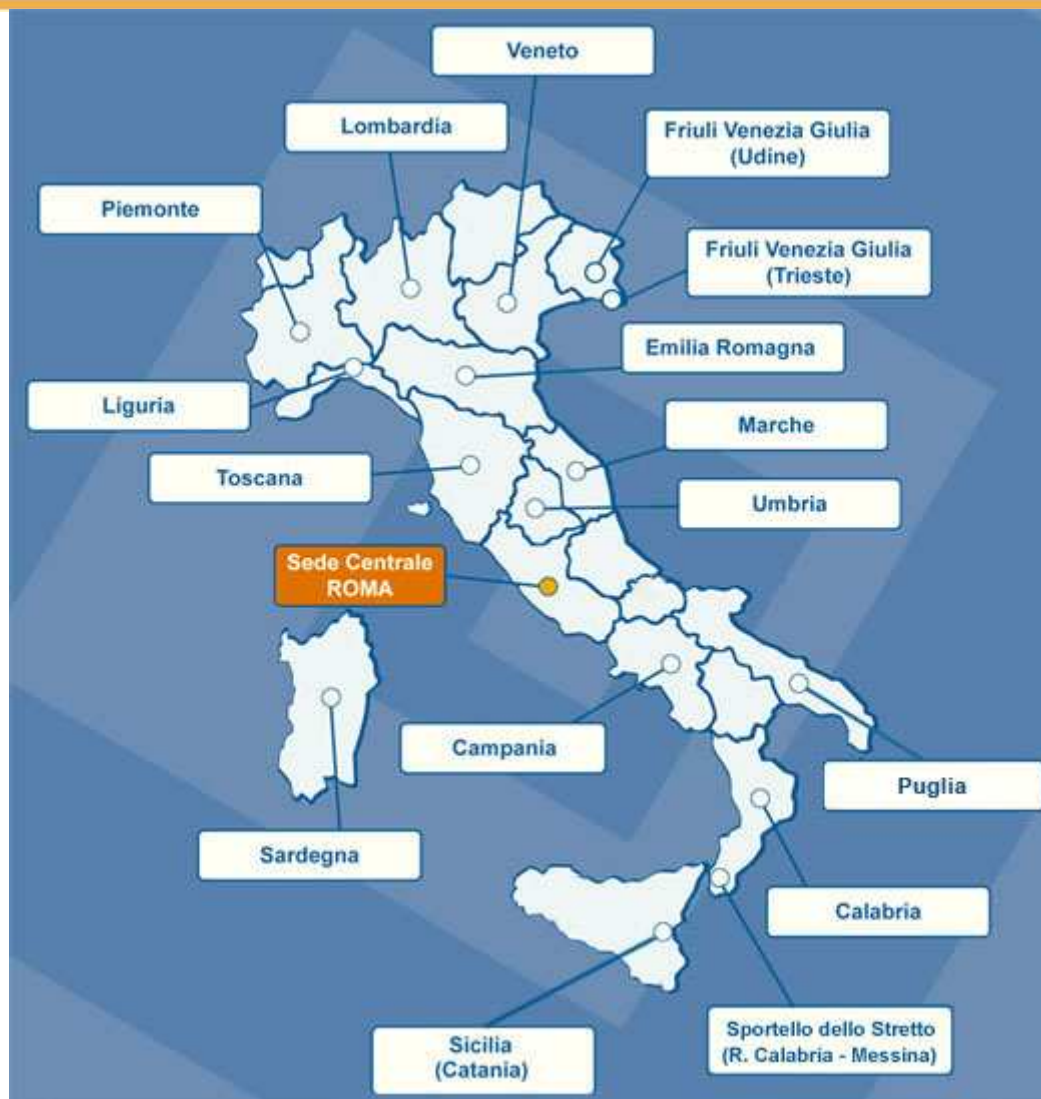 Veneto
Lombardia
Friuli Venezia Giulia
(Udine)
Piemonte
Friuli Venezia Giulia
(Trieste)
Emilia Romagna
Liguria
Marche
Toscana
Umbria
Sede Centrale
ROMA
Campania
Puglia
Sardegna
Calabria
Sportello dello Stretto
(R. Calabria - Messina)
Sicilia
(Catania)